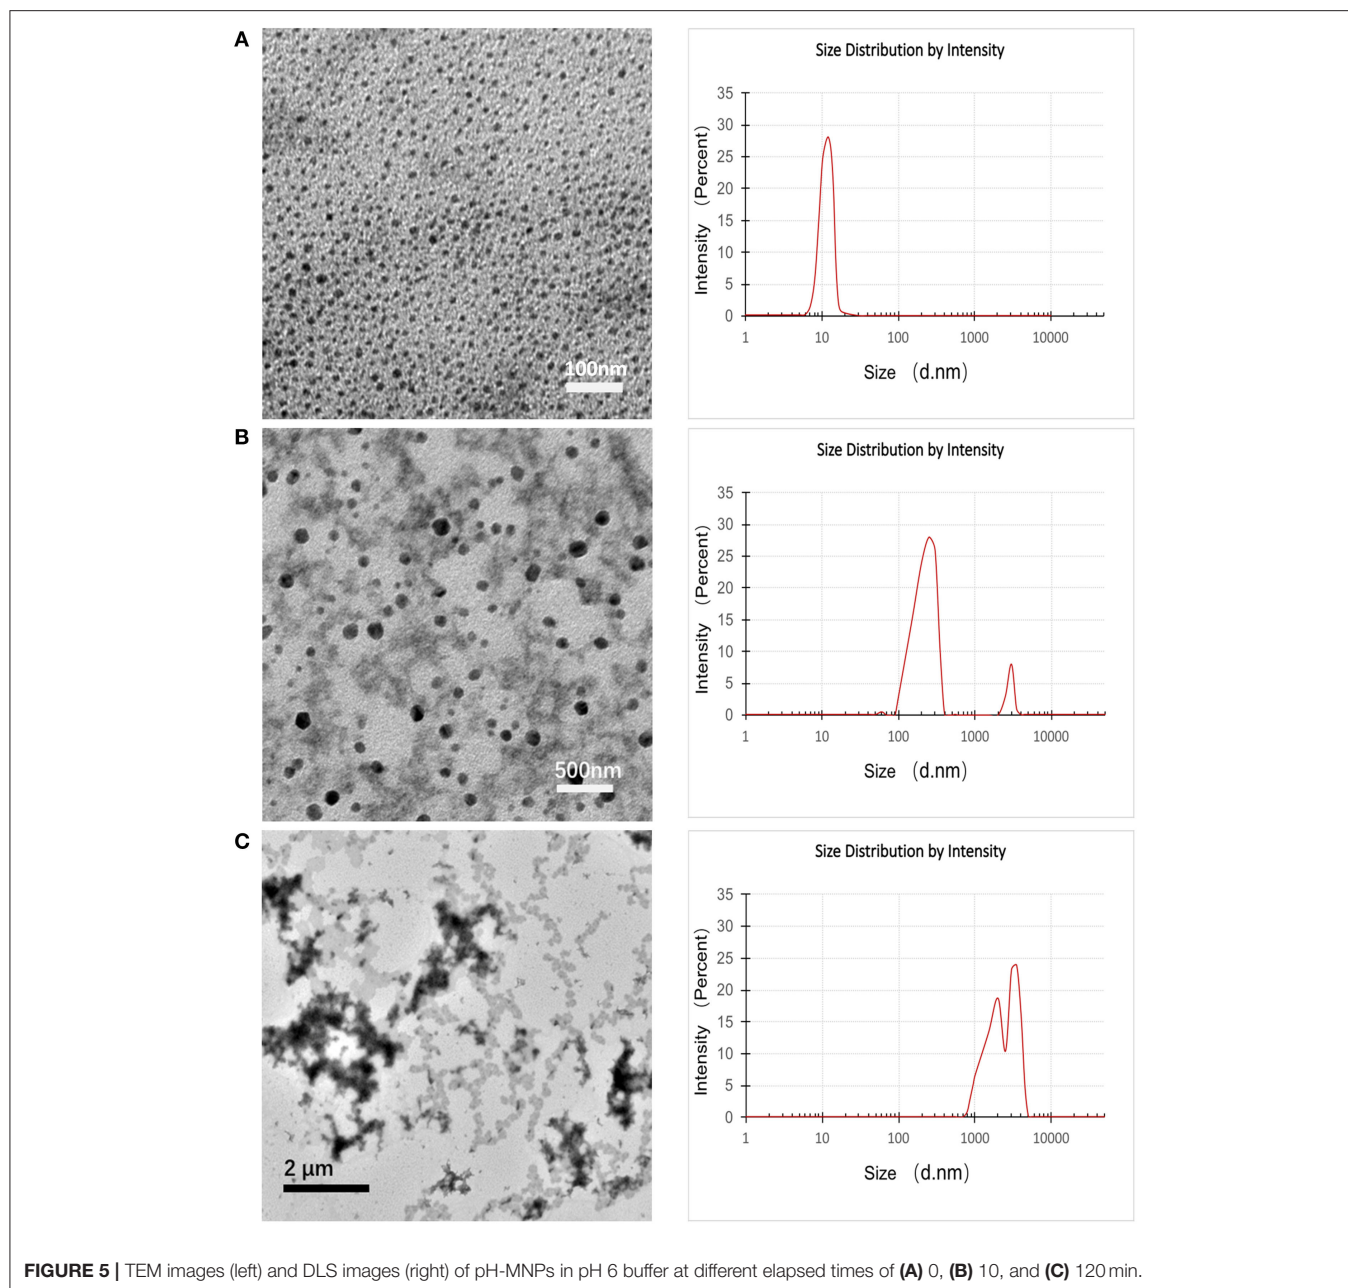 A
100nm
Size Distribution by Intensity
Intensity (Percent)
35
30
25
20
15
10
5
0
1 10 100 1000 10000
Size (d.nm)
B
500nm
Size Distribution by Intensity
Intensity (Percent)
35
30
25
20
15
10
5
0
1 10 100 1000 10000
Size (d.nm)
C
2 μm
Size Distribution by Intensity
Intensity (Percent)
35
30
25
20
15
10
5
0
1 10 100 1000 10000
Size (d.nm)
FIGURE 5 | TEM images (left) and DLS images (right) of pH-MNPs in pH 6 buffer at different elapsed times of (A) 0, (B) 10, and (C) 120 min.